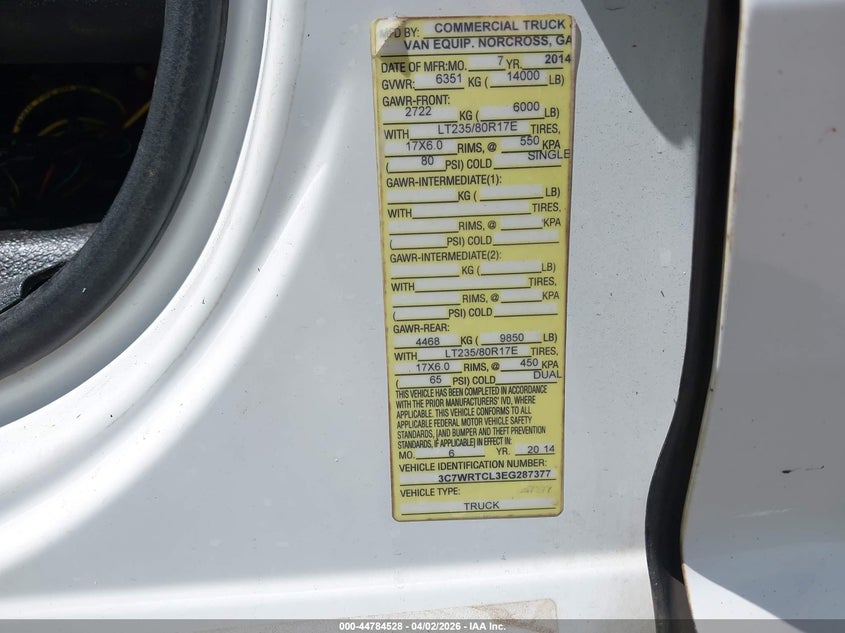 MFD BY: COMMERCIAL TRUCK
VAN EQUIP. NORCROSS, GA
DATE OF MFR: MO. 7 YR. 2014
GVWR: 6351 KG ( 14000 LB)
GAWR-FRONT:
2722 KG ( 6000 LB)
WITH LT235/80R17E TIRES,
17X6.0 RIMS, @ 550 KPA
( 80 PSI) COLD SINGLE
GAWR-INTERMEDIATE(1):
KG ( LB)
WITH TIRES,
RIMS, @ KPA
( PSI) COLD
GAWR-INTERMEDIATE(2):
KG ( LB)
WITH TIRES,
RIMS, @ KPA
( PSI) COLD
GAWR-REAR:
4468 KG ( 9850 LB)
WITH LT235/80R17E TIRES,
17X6.0 RIMS, @ 450 KPA
( 65 PSI) COLD DUAL
THIS VEHICLE HAS BEEN COMPLETED IN ACCORDANCE
WITH THE PRIOR MANUFACTURERS' IVD, WHERE
APPLICABLE. THIS VEHICLE CONFORMS TO ALL
APPLICABLE FEDERAL MOTOR VEHICLE SAFETY
STANDARDS, [AND BUMPER AND THEFT PREVENTION
STANDARDS, IF APPLICABLE] IN EFFECT IN:
MO. 6 YR. 20 14
VEHICLE IDENTIFICATION NUMBER:
3C7WRTCL3EG287377
VEHICLE TYPE:
TRUCK
000-44784528 - 04/02/2026 - IAA Inc.